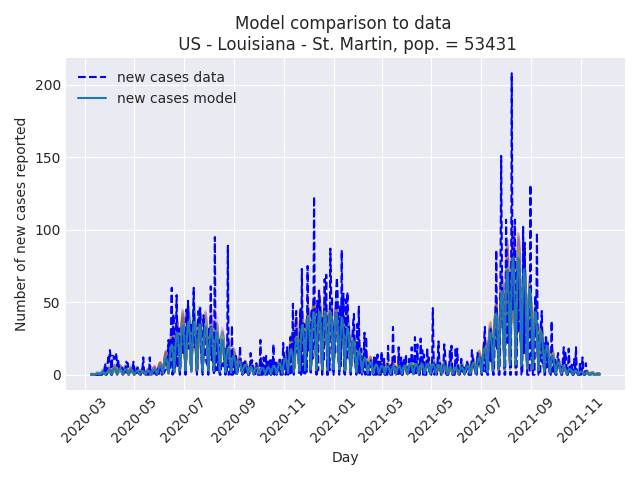 Model comparison to data
US - Louisiana - St. Martin, pop. = 53431
new cases data
new cases model
Number of new cases reported
200
150
100
50
0
2020-03
2020-05
2020-07
2020-09
2020-11
2021-01
2021-03
2021-05
2021-07
2021-09
2021-11
Day